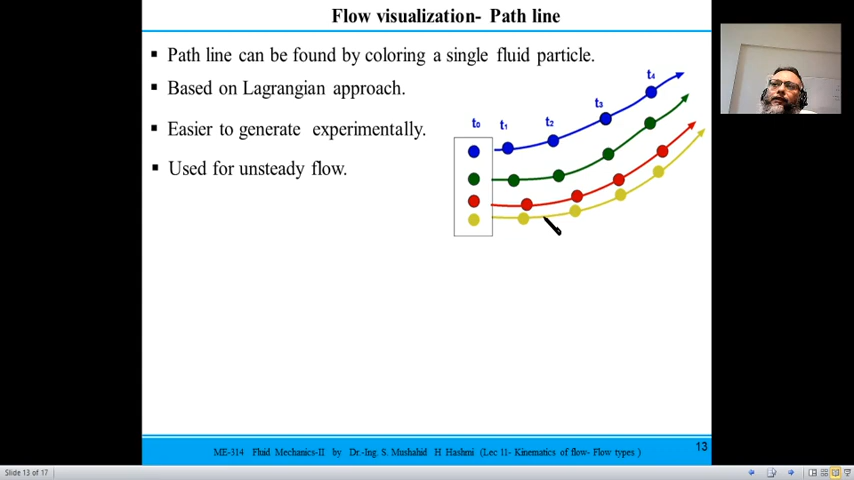 Flow visualization- Path line
▪ Path line can be found by coloring a single fluid particle.
▪ Based on Lagrangian approach.
▪ Easier to generate experimentally.
▪ Used for unsteady flow.
t₀ t₁ t₂ t₃ t₄
ME-314 Fluid Mechanics-II by Dr.-Ing. S. Mushahid H Hashmi (Lec 11- Kinematics of flow- Flow types )
13
Slide 13 of 17